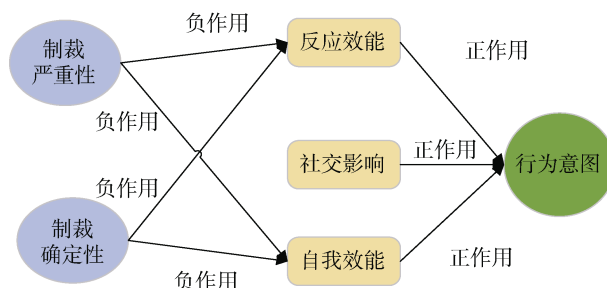 负作用
制裁
严重性
反应效能
正作用
负作用
社交影响
正作用
行为意图
负作用
制裁
确定性
自我效能
正作用
负作用